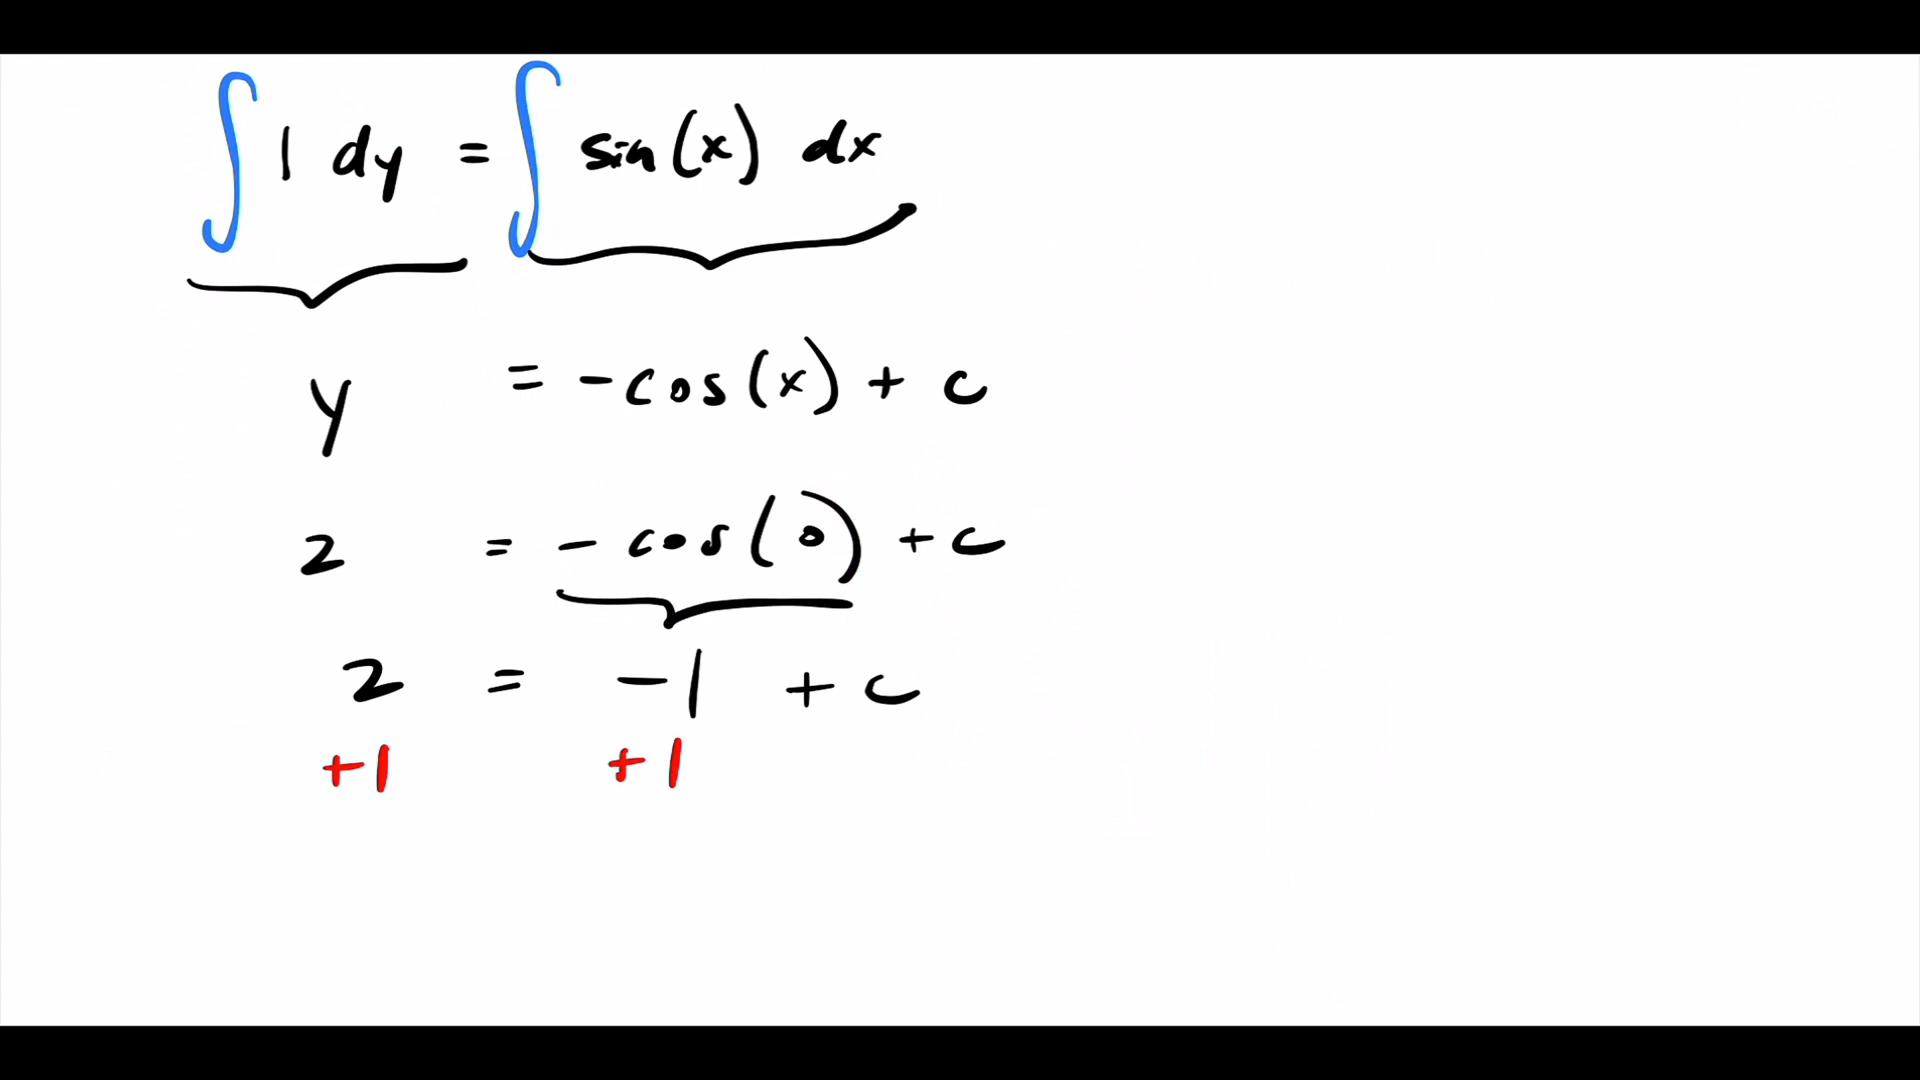 ∫ 1 dy = ∫ sin(x) dx
y = -cos(x) + c
2 = -cos(0) + c
2 = -1 + c
+1 +1